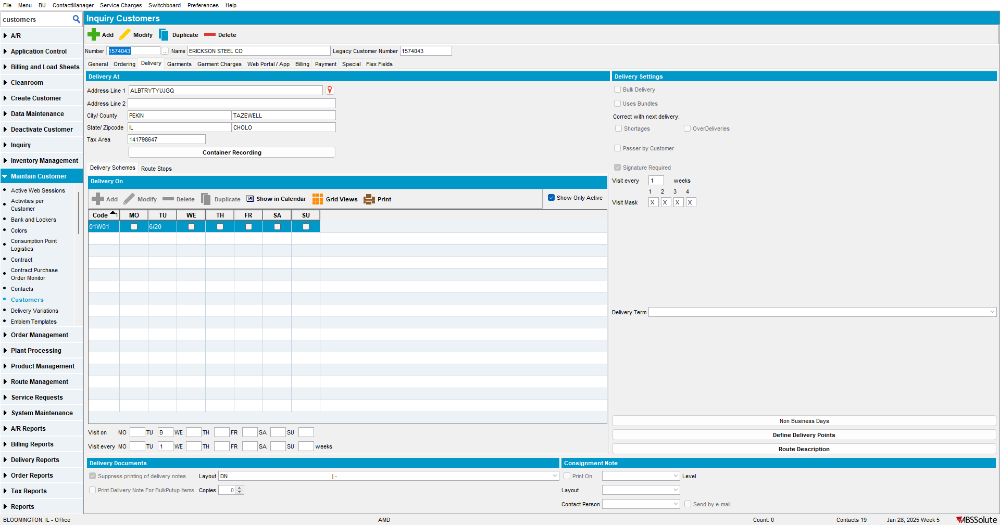 File Menu BU ContactManager Service Charges Switchboard Preferences Help
customers
A/R
Application Control
Billing and Load Sheets
Cleanroom
Create Customer
Data Maintenance
Deactivate Customer
Inquiry
Inventory Management
Maintain Customer
Active Web Sessions
Activities per
Customer
Bank and Lockers
Colors
Consumption Point
Logistics
Contract
Contract Purchase
Order Monitor
Contacts
Customers
Delivery Variations
Emblem Templates
Order Management
Plant Processing
Product Management
Route Management
Service Requests
System Maintenance
A/R Reports
Billing Reports
Delivery Reports
Order Reports
Tax Reports
Reports
Inquiry Customers
Add Modify Duplicate Delete
Number 1574043 ... Name ERICKSON STEEL CO Legacy Customer Number 1574043
General Ordering Delivery Garments Garment Charges Web Portal / App Billing Payment Special Flex Fields
Delivery At
Address Line 1 ALBTRYTYUJGQ
Address Line 2
City/ County PEKIN TAZEWELL
State/ Zipcode IL CHOLO
Tax Area 141798647
Container Recording
Delivery Schemes Route Stops
Delivery On
Add Modify Delete Duplicate 16 Show in Calendar Grid Views Print Show Only Active
Code 1 MO TU WE TH FR SA SU
01W01 6/20
Visit on MO TU B WE TH FR SA SU
Visit every MO TU 1 WE TH FR SA SU weeks
Delivery Settings
Bulk Delivery
Uses Bundles
Correct with next delivery:
Shortages OverDeliveries
Passer by Customer
Signature Required
Visit every 1 weeks
1 2 3 4
Visit Mask X X X X
Delivery Term
Non Business Days
Define Delivery Points
Route Description
Delivery Documents
Suppress printing of delivery notes Layout DN | -
Print Delivery Note For BulkPutup Items Copies 0
Consignment Note
Print On Level
Layout
Contact Person Send by e-mail
BLOOMINGTON, IL - Office AMD Count: 0 Contacts 19 Jan 28, 2025 Week 5 ABSSolute